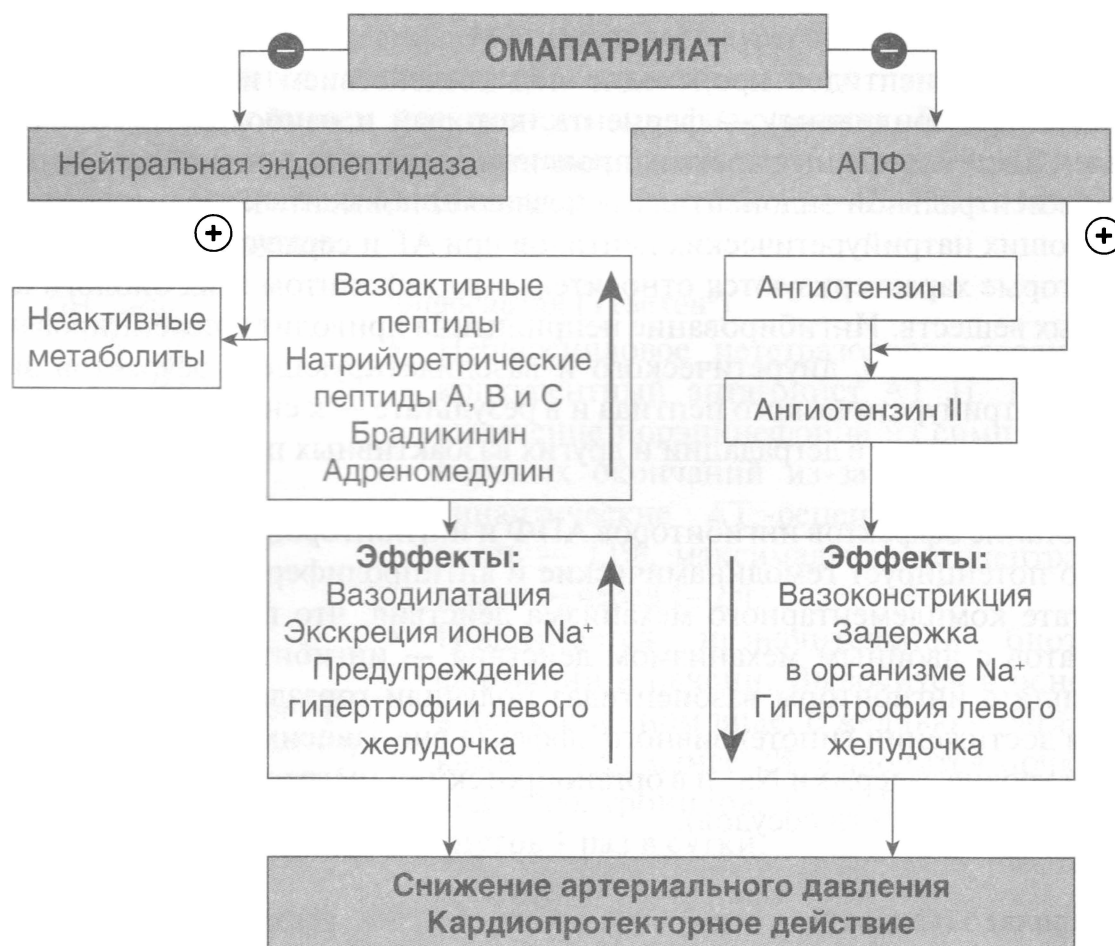 ОМАПАТРИЛАТ
Нейтральная эндопептидаза
АПФ
Неактивные
метаболиты
Вазоактивные
пептиды
Натрийуретрические
пептиды А, В и С
Брадикинин
Адреномедулин
Ангиотензин I
Ангиотензин II
Эффекты:
Вазодилатация
Экскреция ионов Na⁺
Предупреждение
гипертрофии левого
желудочка
Эффекты:
Вазоконстрикция
Задержка
в организме Na⁺
Гипертрофия левого
желудочка
Снижение артериального давления
Кардиопротекторное действие